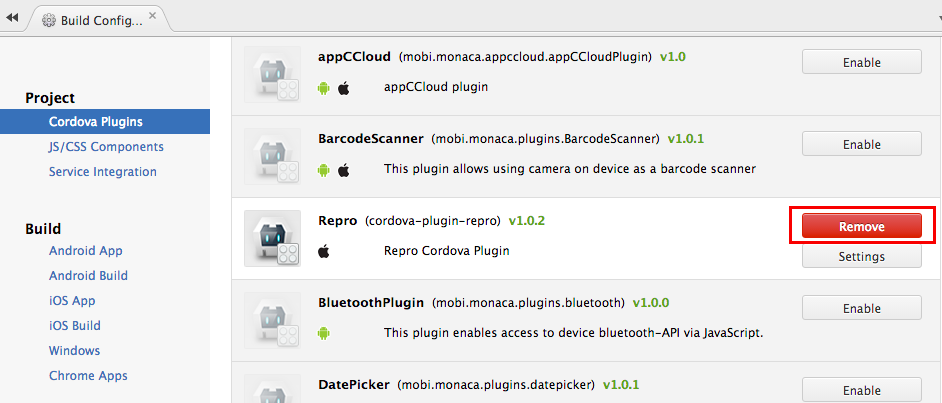 Build Config...
Project
Cordova Plugins
JS/CSS Components
Service Integration
Build
Android App
Android Build
iOS App
iOS Build
Windows
Chrome Apps
appCCloud (mobi.monaca.appccloud.appCCloudPlugin) v1.0
appCCloud plugin
Enable
BarcodeScanner (mobi.monaca.plugins.BarcodeScanner) v1.0.1
This plugin allows using camera on device as a barcode scanner
Enable
Repro (cordova-plugin-repro) v1.0.2
Repro Cordova Plugin
Remove
Settings
BluetoothPlugin (mobi.monaca.plugins.bluetooth) v1.0.0
This plugin enables access to device bluetooth-API via JavaScript.
Enable
DatePicker (mobi.monaca.plugins.datepicker) v1.0.1
Enable